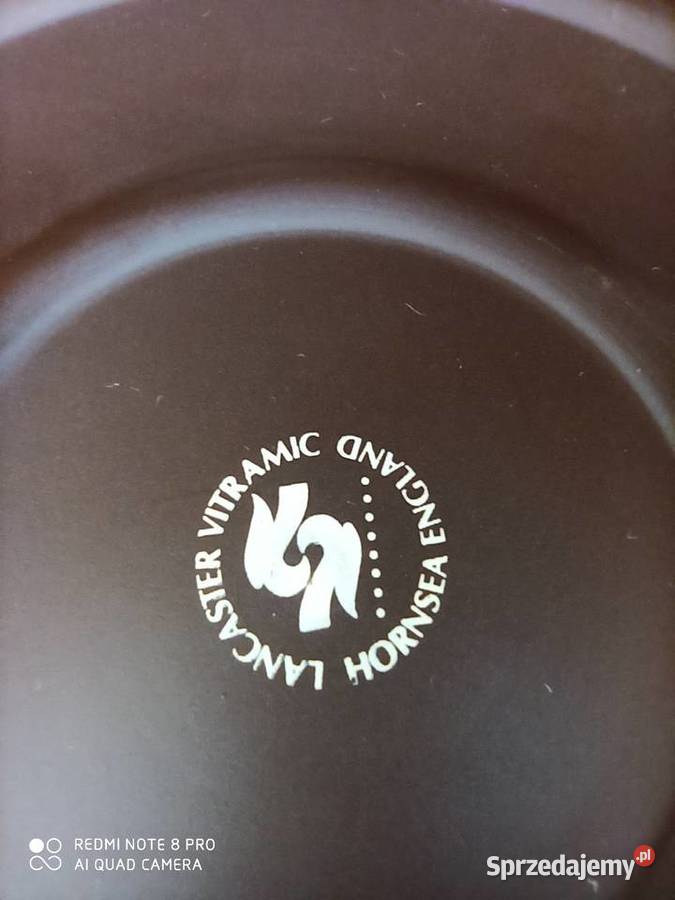 LANCASTER VITRAMIC
HORNSEA ENGLAND
REDMI NOTE 8 PRO
AI QUAD CAMERA
Sprzedajemy.pl